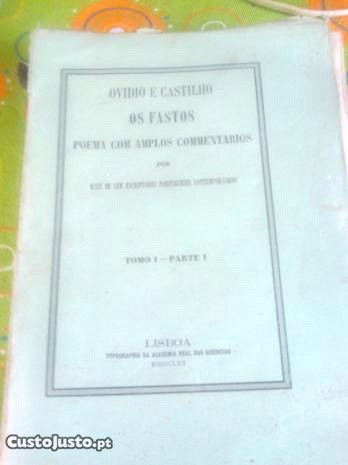 OVIDIO E CASTILHO
OS FASTOS
POEMA COM AMPLOS COMMENTARIOS
POR
MAIS DE CEM ESCRIPTORES PORTUGUEZES CONTEMPORANEOS
TOMO I — PARTE I
LISBOA
TYPOGRAPHIA DA ACADEMIA REAL DAS SCIENCIAS
MDCCCLXII
CustoJusto.pt